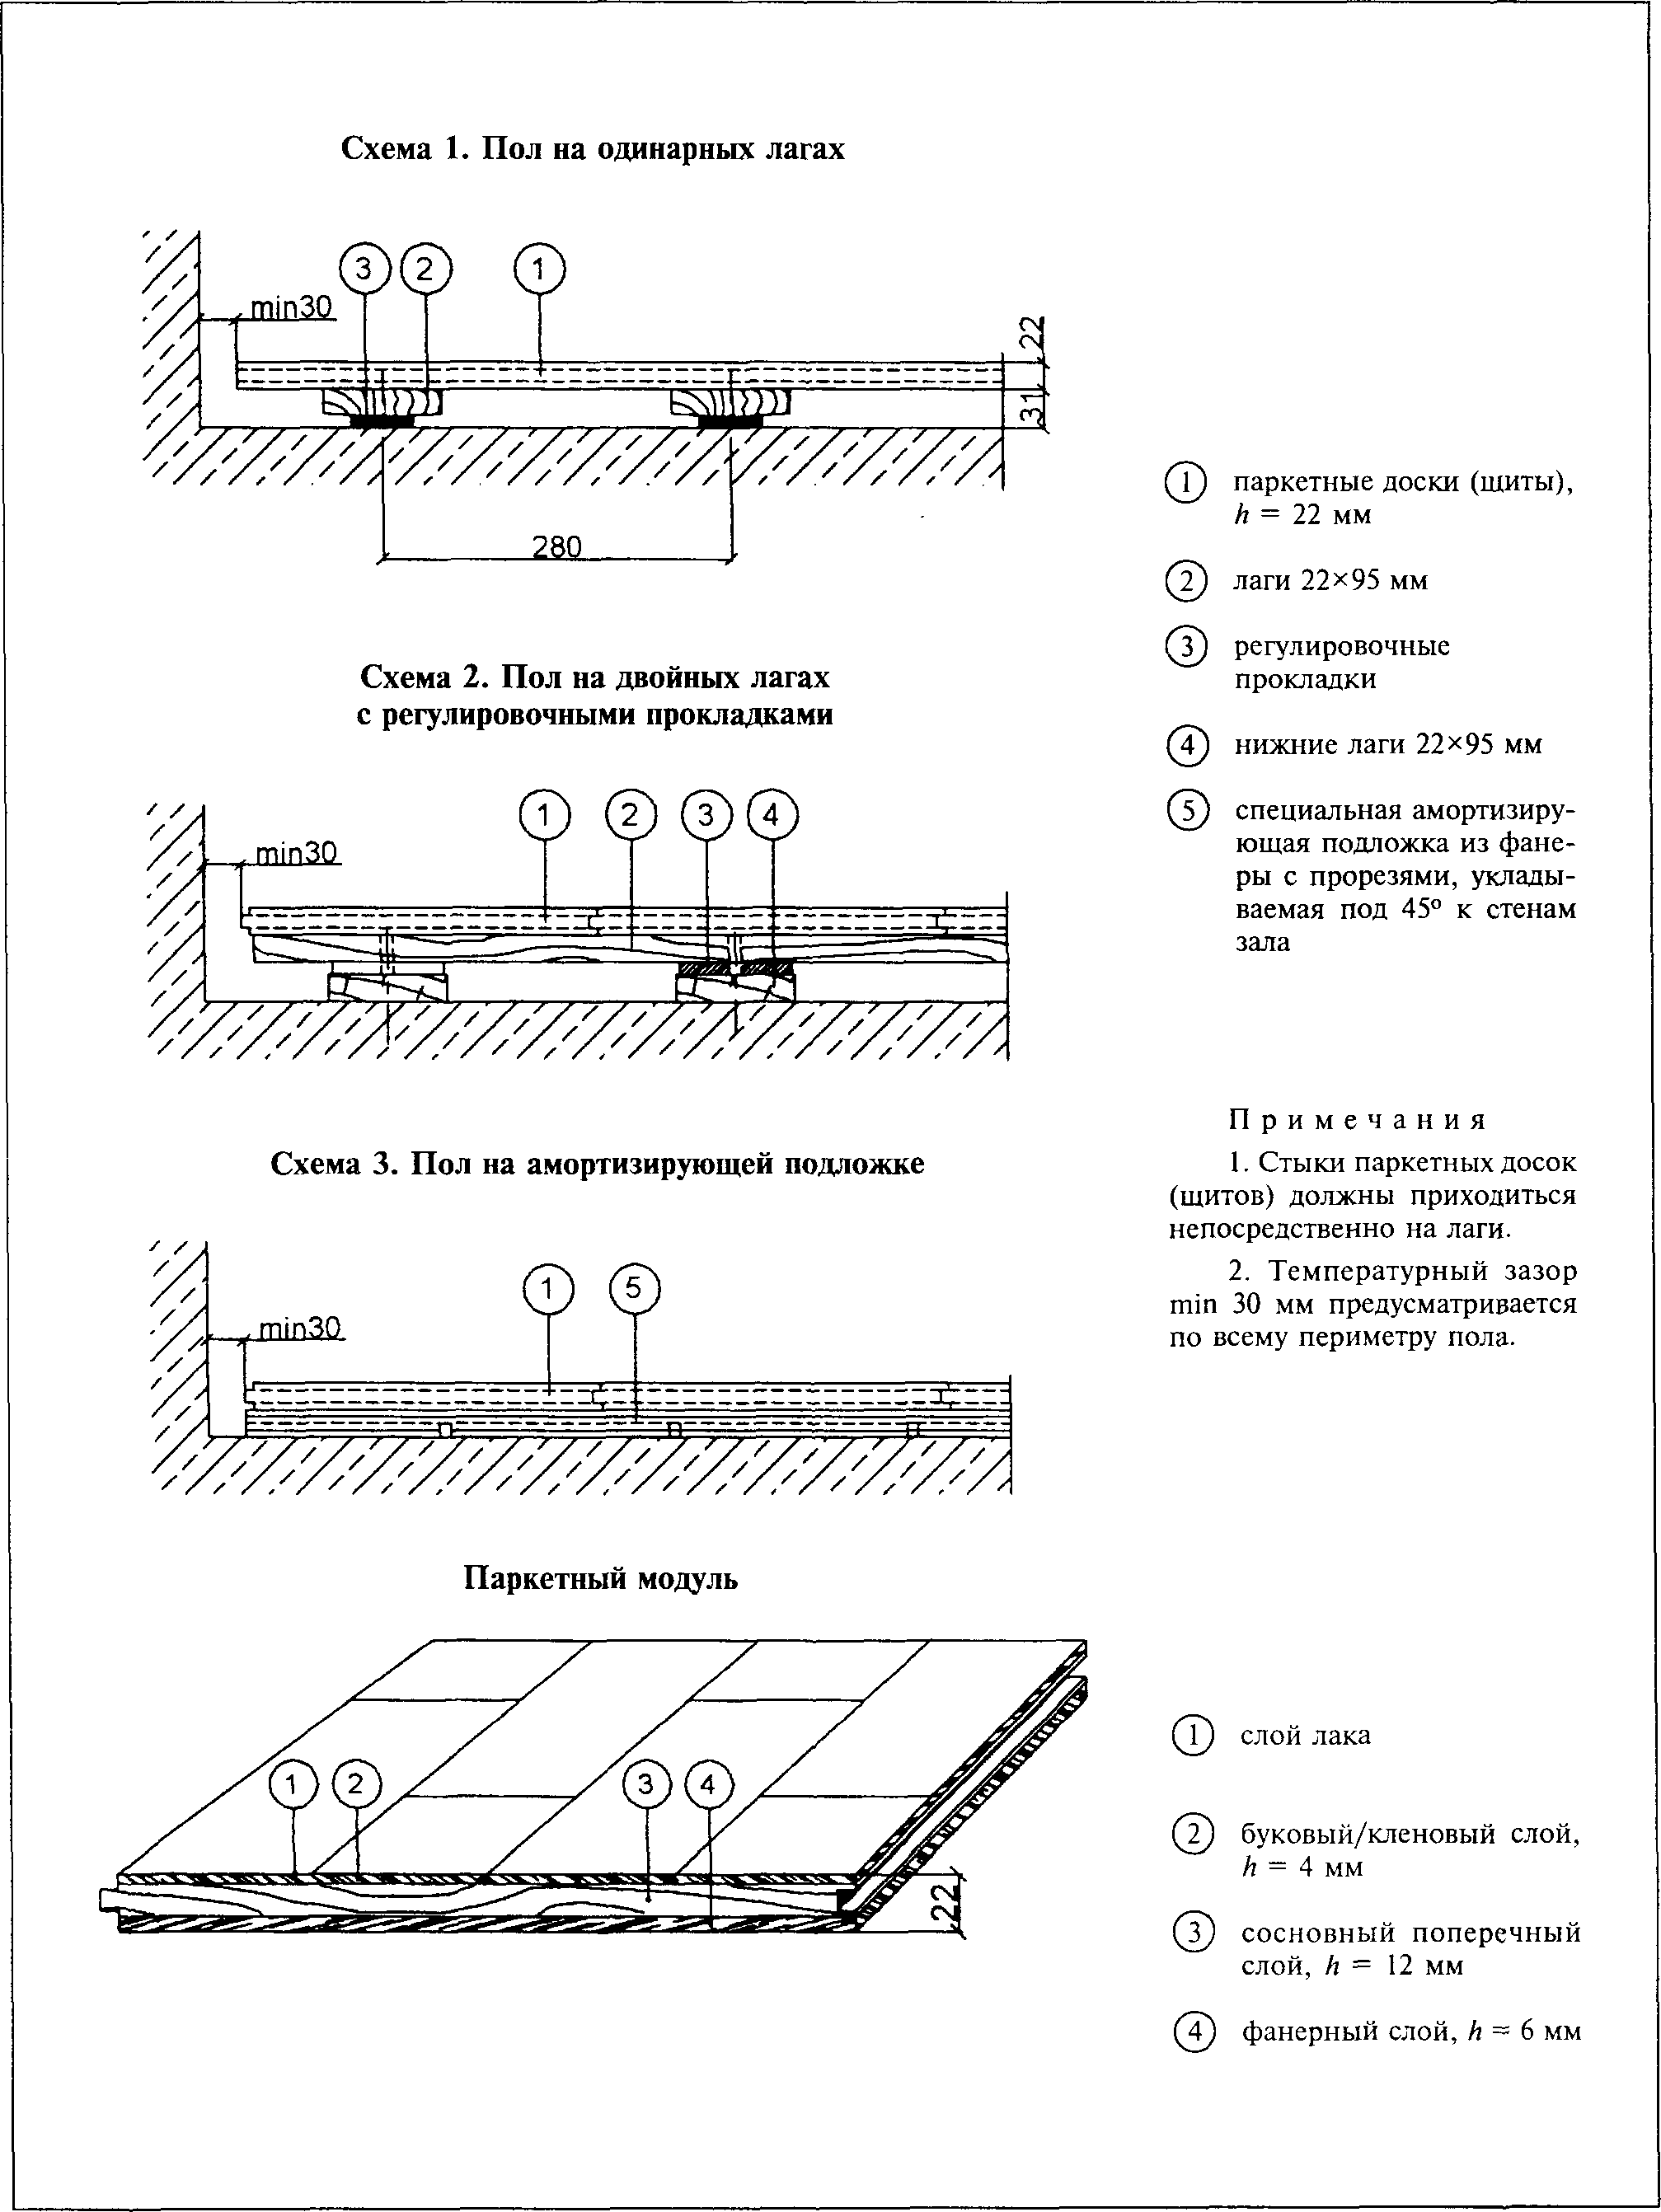 Схема 1. Пол на одинарных лагах
3 2 1
min30
22
31
280
Схема 2. Пол на двойных лагах
с регулировочными прокладками
1 2 3 4
min30
Схема 3. Пол на амортизирующей подложке
1 5
min30
1 паркетные доски (щиты),
h = 22 мм
2 лаги 22×95 мм
3 регулировочные
прокладки
4 нижние лаги 22×95 мм
5 специальная амортизиру-
ющая подложка из фане-
ры с прорезями, уклады-
ваемая под 45° к стенам
зала
Примечания
1. Стыки паркетных досок
(щитов) должны приходиться
непосредственно на лаги.
2. Температурный зазор
min 30 мм предусматривается
по всему периметру пола.
Паркетный модуль
1 2 3 4
22
1 слой лака
2 буковый/кленовый слой,
h = 4 мм
3 сосновный поперечный
слой, h = 12 мм
4 фанерный слой, h = 6 мм